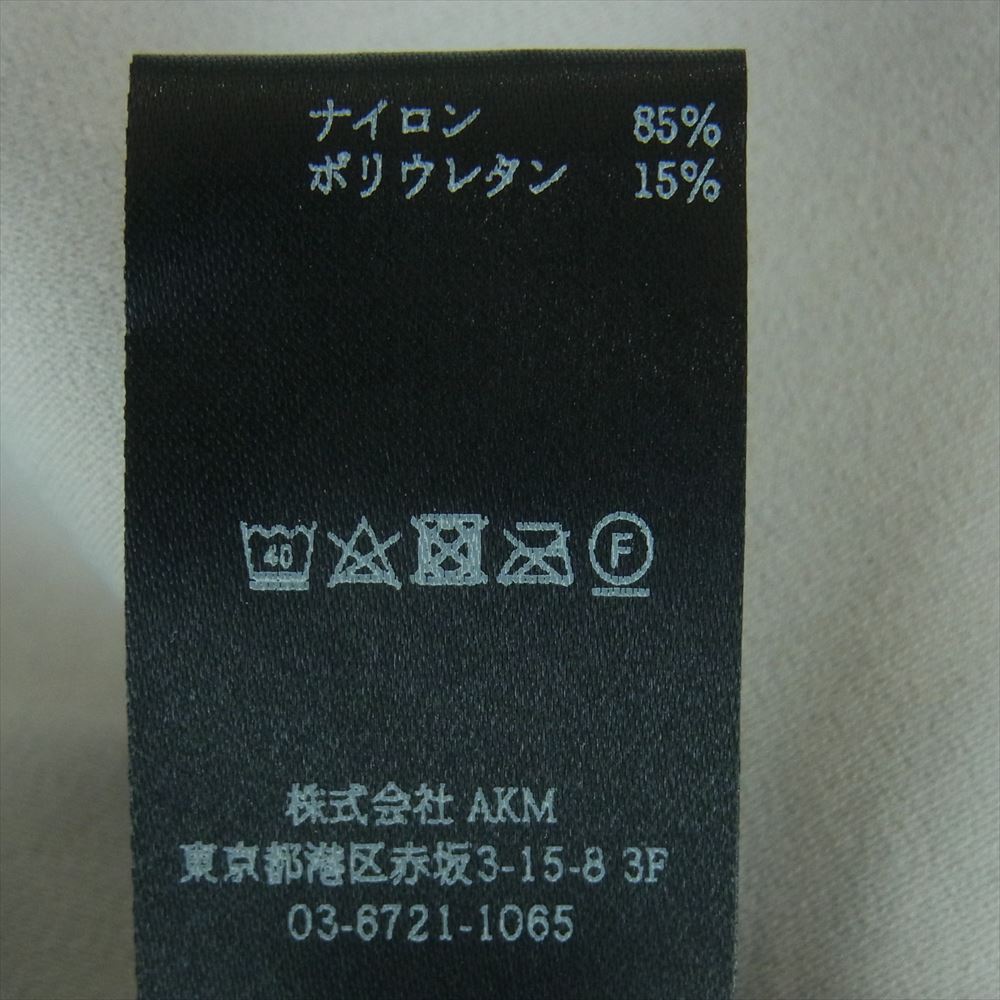 ナイロン 85%
ポリウレタン 15%
40 F
株式会社 AKM
東京都港区赤坂3-15-8 3F
03-6721-1065